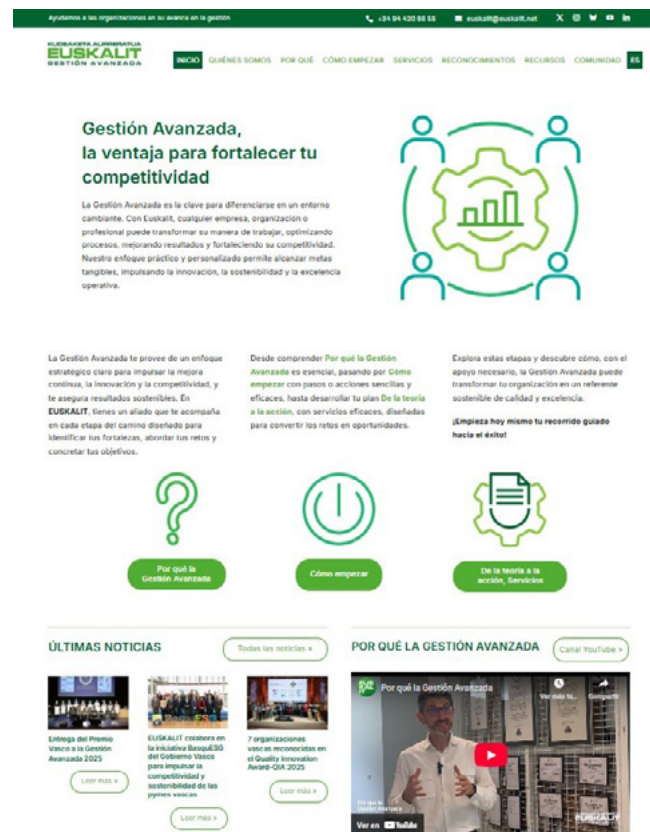 Ayudamos a las organizaciones en su avance en la gestión
+34 94 420 98 55
euskalit@euskalit.net
KUDEAKETA AURRERATUA
EUSKALIT
GESTIÓN AVANZADA
INICIO QUIÉNES SOMOS POR QUÉ CÓMO EMPEZAR SERVICIOS RECONOCIMIENTOS RECURSOS COMUNIDAD ES
Gestión Avanzada,
la ventaja para fortalecer tu
competitividad
La Gestión Avanzada es la clave para diferenciarse en un entorno
cambiante. Con Euskalit, cualquier empresa, organización o
profesional puede transformar su manera de trabajar, optimizando
procesos, mejorando resultados y fortaleciendo su competitividad.
Nuestro enfoque práctico y personalizado permite alcanzar metas
tangibles, impulsando la innovación, la sostenibilidad y la excelencia
operativa.
La Gestión Avanzada te provee de un enfoque
estratégico claro para impulsar la mejora
continua, la innovación y la competitividad, y
te asegura resultados sostenibles. En
EUSKALIT, tienes un aliado que te acompaña
en cada etapa del camino diseñado para
identificar tus fortalezas, abordar tus retos y
concretar tus objetivos.
Desde comprender Por qué la Gestión
Avanzada es esencial, pasando por Cómo
empezar con pasos o acciones sencillas y
eficaces, hasta desarrollar tu plan De la teoría
a la acción, con servicios eficaces, diseñadas
para convertir los retos en oportunidades.
Explora estas etapas y descubre cómo, con el
apoyo necesario, la Gestión Avanzada puede
transformar tu organización en un referente
sostenible de calidad y excelencia.
¡Empieza hoy mismo tu recorrido guiado
hacia el éxito!
Por qué la
Gestión Avanzada
Cómo empezar
De la teoría a la
acción, Servicios
ÚLTIMAS NOTICIAS
Todas las noticias »
Entrega del Premio
Vasco a la Gestión
Avanzada 2025
Leer más »
EUSKALIT colabora en
la iniciativa BasquESG
del Gobierno Vasco
para impulsar la
competitividad y
sostenibilidad de las
pymes vascas
Leer más »
7 organizaciones
vascas reconocidas en
el Quality Innovation
Award-QIA 2025
Leer más »
POR QUÉ LA GESTIÓN AVANZADA
Canal YouTube »
Por qué la Gestión Avanzada
Ver más ta...
Compartir
Por qué la
Gestión Avanzada
EUSKALIT
Ver en YouTube